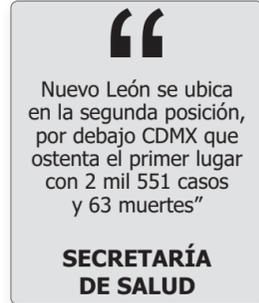 “
Nuevo León se ubica
en la segunda posición,
por debajo CDMX que
ostenta el primer lugar
con 2 mil 551 casos
y 63 muertes”
SECRETARÍA
DE SALUD